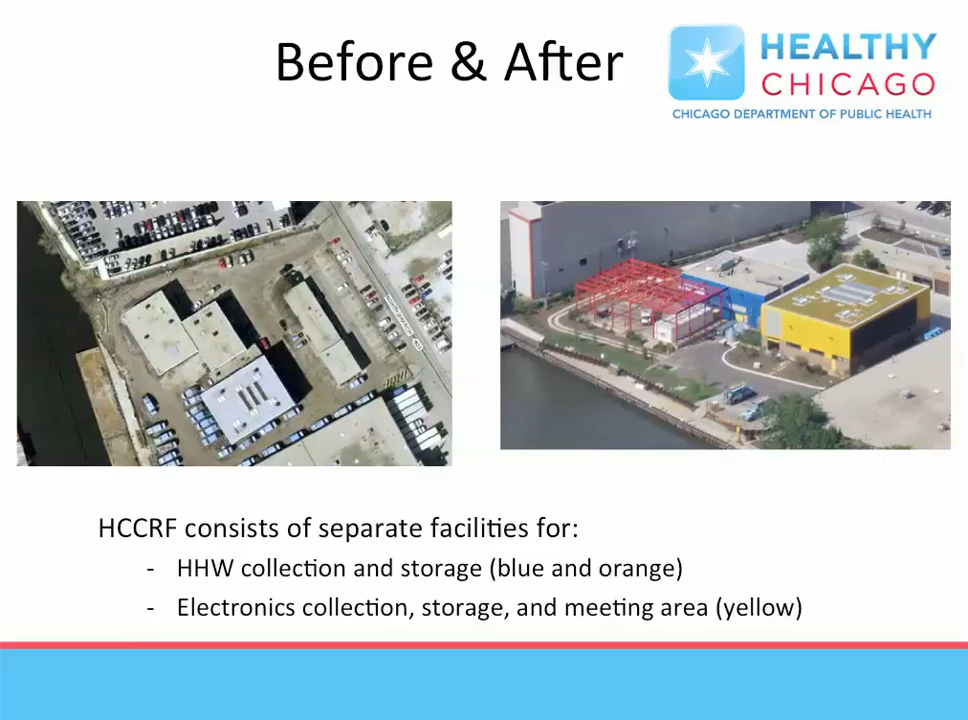 Before & After
HEALTHY
CHICAGO
CHICAGO DEPARTMENT OF PUBLIC HEALTH
HCCRF consists of separate facilities for:
- HHW collection and storage (blue and orange)
- Electronics collection, storage, and meeting area (yellow)